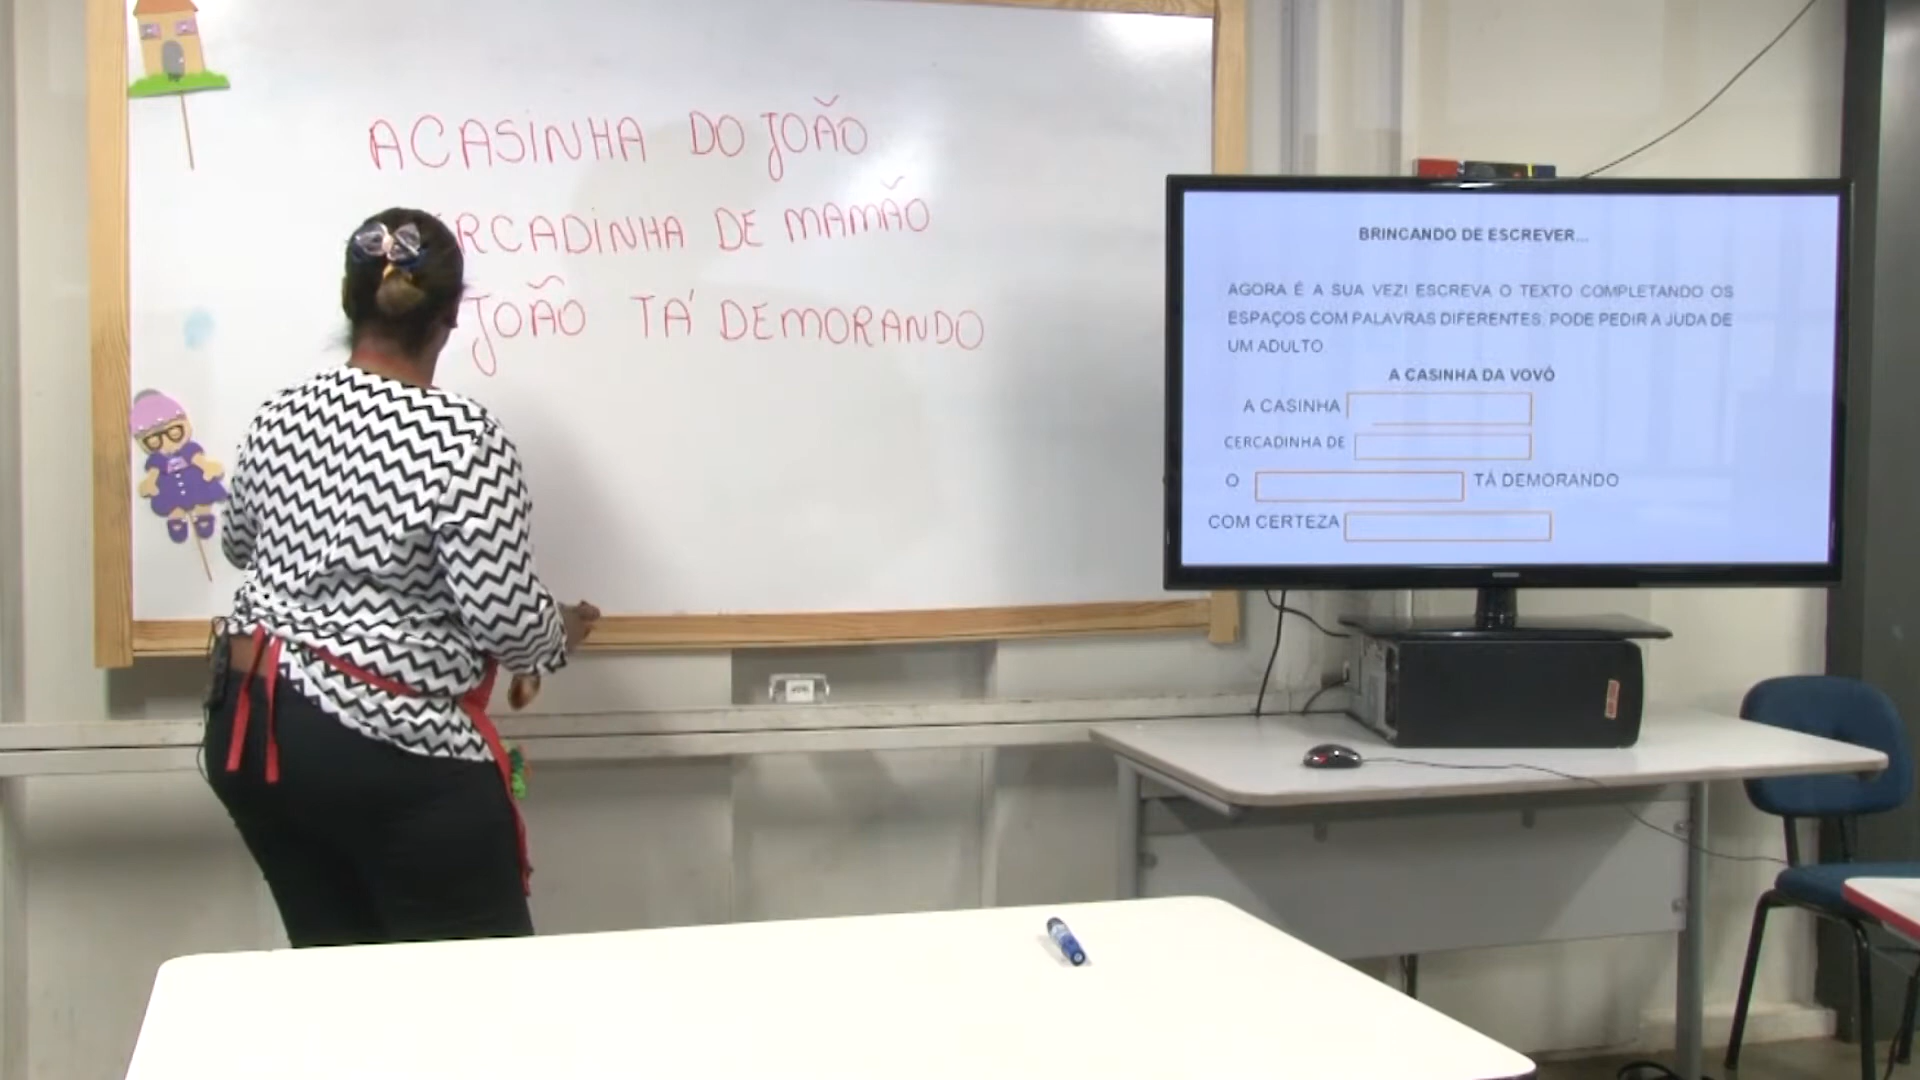 A CASINHA DO JOÃO
RCADINHA DE MAMÃO
JOÃO TÁ DEMORANDO
BRINCANDO DE ESCREVER...
AGORA É A SUA VEZ! ESCREVA O TEXTO COMPLETANDO OS
ESPAÇOS COM PALAVRAS DIFERENTES. PODE PEDIR A JUDA DE
UM ADULTO
A CASINHA DA VOVÓ
A CASINHA
CERCADINHA DE
O TÁ DEMORANDO
COM CERTEZA